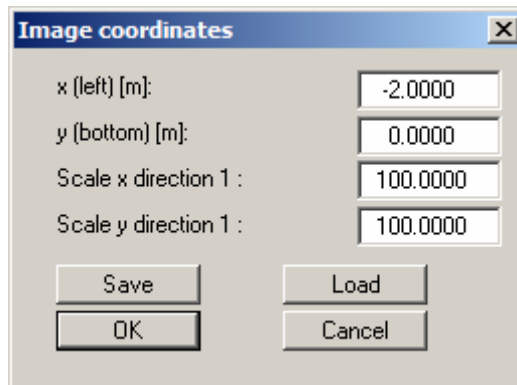 Image coordinates
x (left) [m]: -2.0000
y (bottom) [m]: 0.0000
Scale x direction 1 : 100.0000
Scale y direction 1 : 100.0000
Save Load
OK Cancel